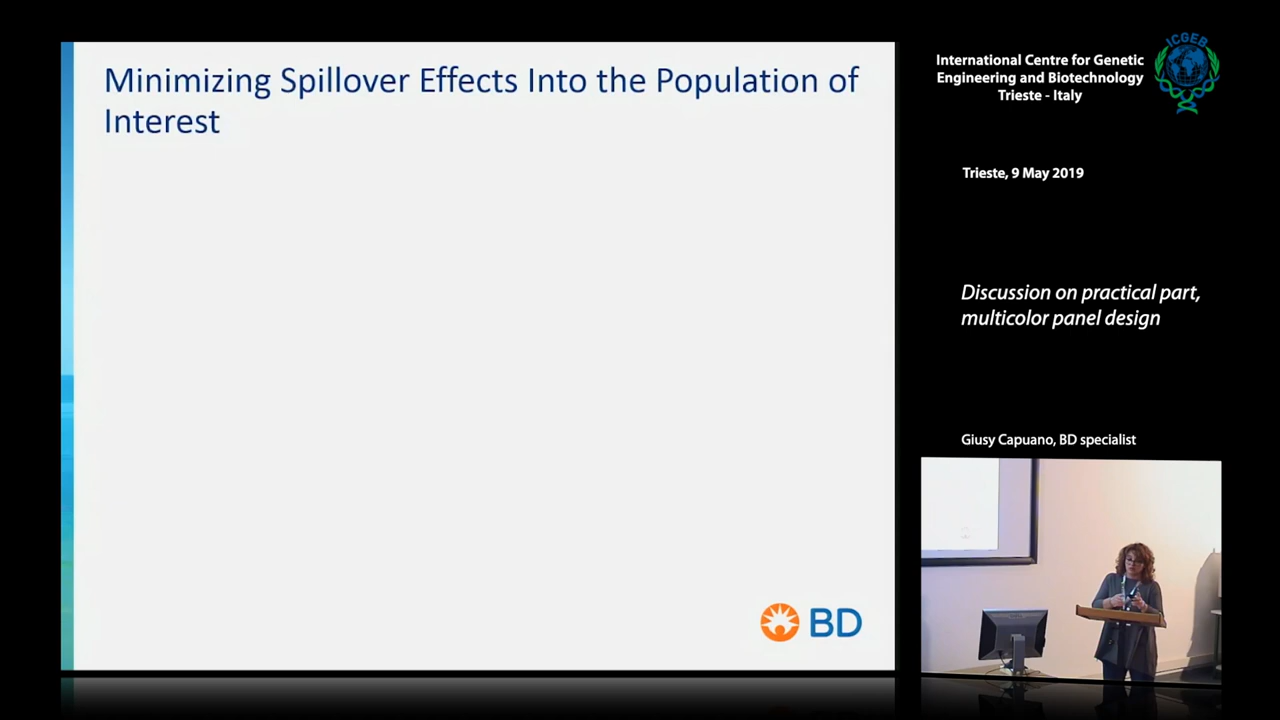 Minimizing Spillover Effects Into the Population of
Interest
BD
International Centre for Genetic
Engineering and Biotechnology
Trieste - Italy
ICGEB
Trieste, 9 May 2019
Discussion on practical part,
multicolor panel design
Giusy Capuano, BD specialist